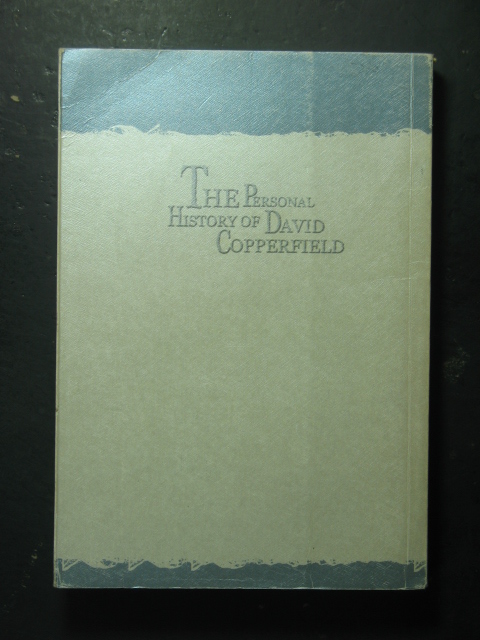 THE PERSONAL
HISTORY OF DAVID
COPPERFIELD